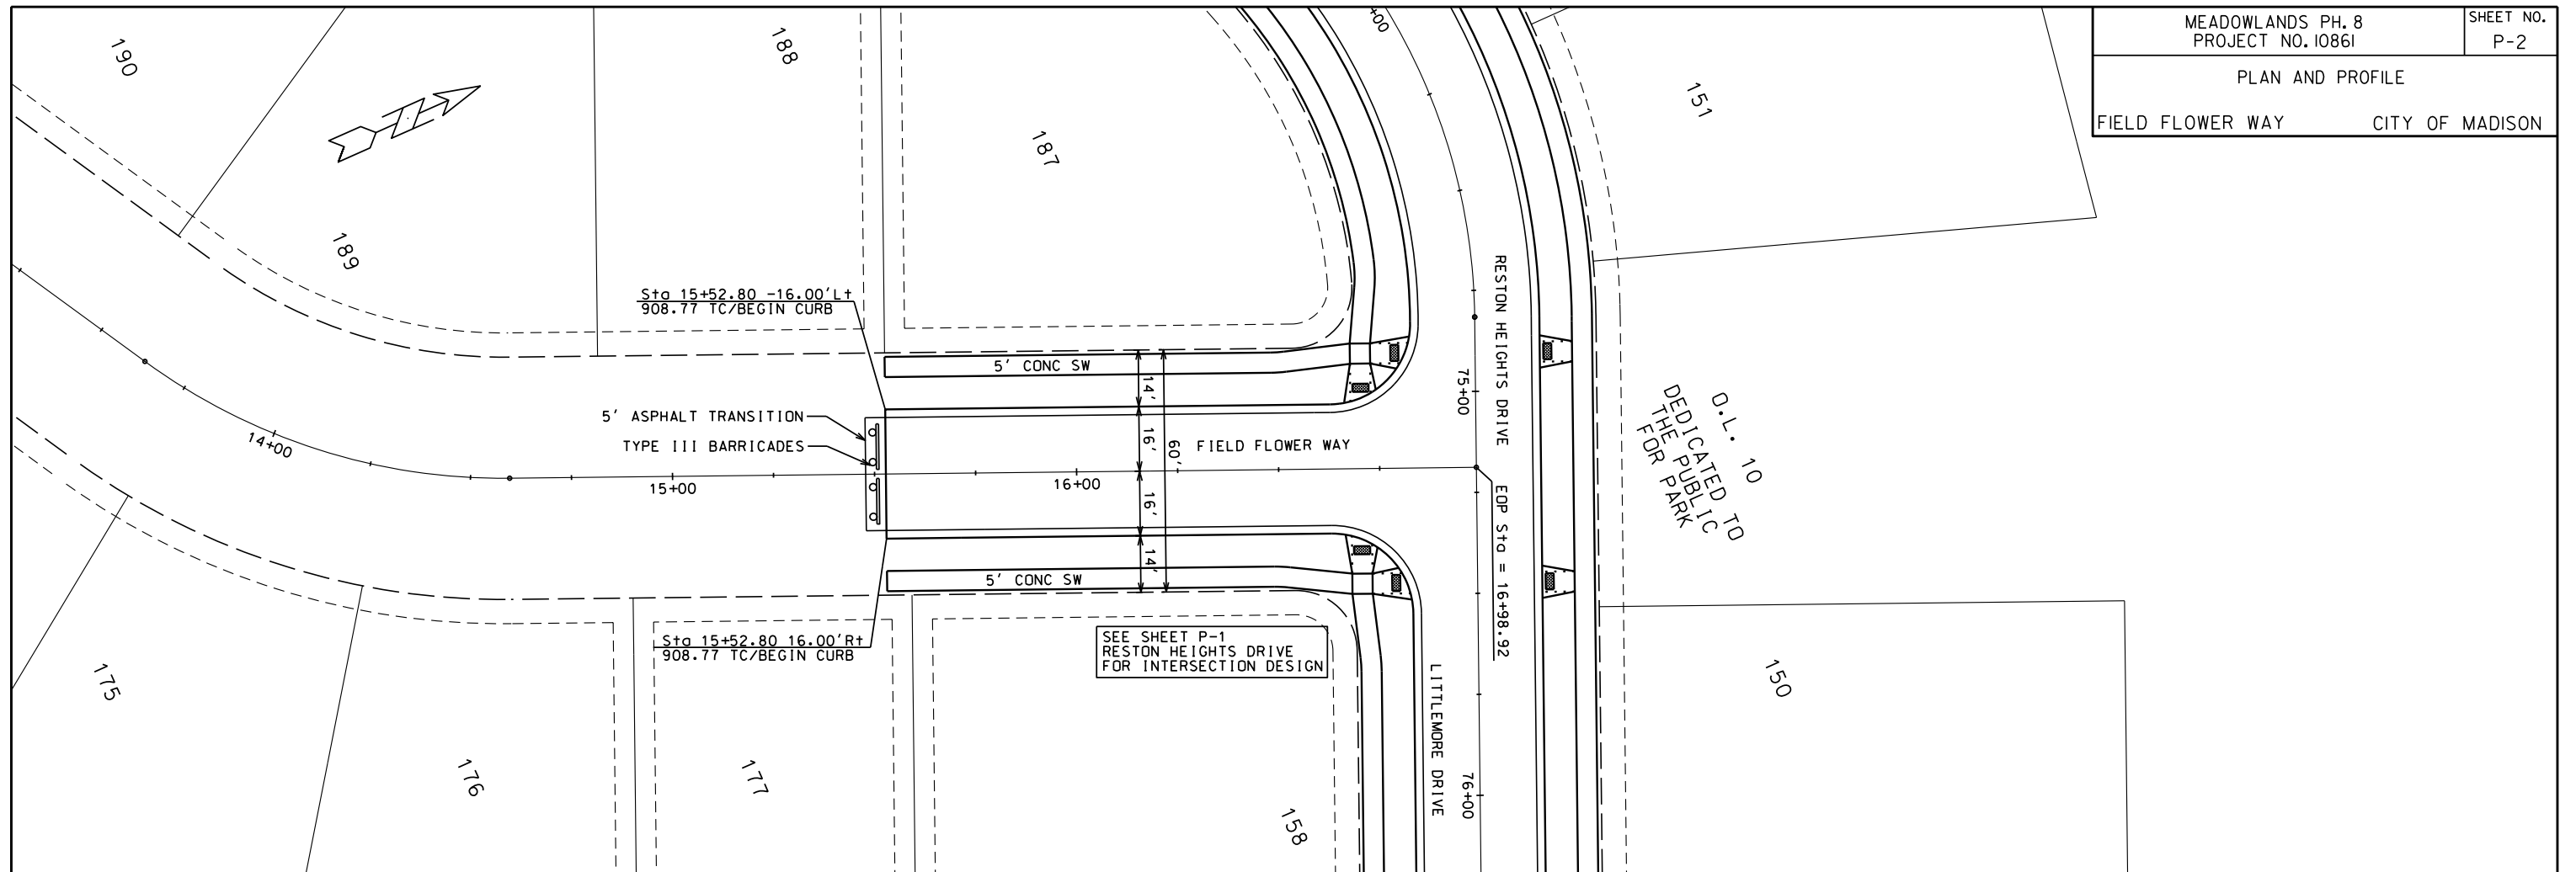 MEADOWLANDS PH. 8
PROJECT NO. 10861
SHEET NO.
P-2
PLAN AND PROFILE
FIELD FLOWER WAY
CITY OF MADISON
190
188
187
151
189
Sta 15+52.80 -16.00'Lt
908.77 TC/BEGIN CURB
5' CONC SW
14'
RESTON HEIGHTS DRIVE
75+00
5' ASPHALT TRANSITION
TYPE III BARRICADES
14+00
15+00
16+00
16'
60'
FIELD FLOWER WAY
16'
14'
O.L. 10
DEDICATED TO
THE PUBLIC
FOR PARK
EOP Sta = 16+98.92
5' CONC SW
Sta 15+52.80 16.00'Rt
908.77 TC/BEGIN CURB
SEE SHEET P-1
RESTON HEIGHTS DRIVE
FOR INTERSECTION DESIGN
LITTLEMORE DRIVE
76+00
175
176
177
158
150